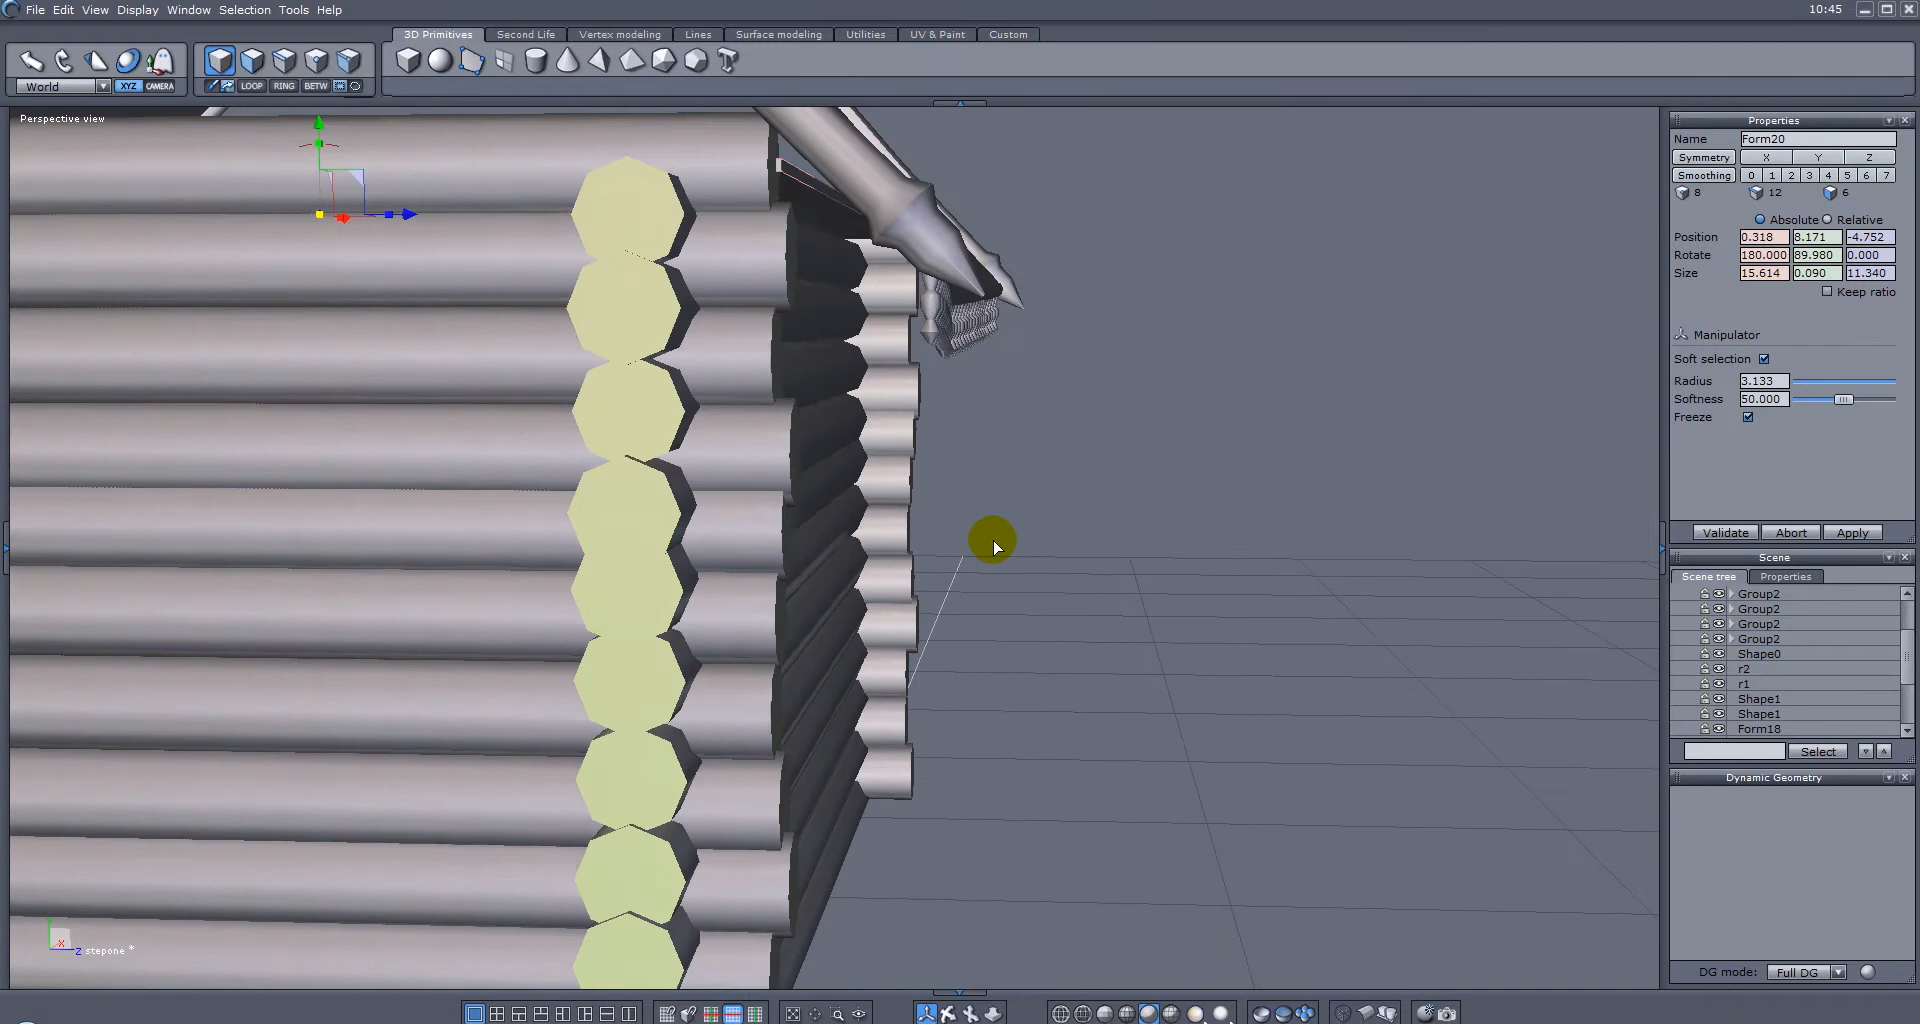 File Edit View Display Window Selection Tools Help 10:45
3D Primitives Second Life Vertex modeling Lines Surface modeling Utilities UV & Paint Custom
World XYZ CAMERA LOOP RING BETW
Perspective view
Properties
Name Form20
Symmetry X Y Z
Smoothing 0 1 2 3 4 5 6 7
8 12 6
Absolute Relative
Position 0.318 8.171 -4.752
Rotate 180.000 89.980 0.000
Size 15.614 0.090 11.340
Keep ratio
Manipulator
Soft selection
Radius 3.133
Softness 50.000
Freeze
Validate Abort Apply
Scene
Scene tree Properties
Group2
Group2
Group2
Group2
Shape0
r2
r1
Shape1
Shape1
Form18
Select
Dynamic Geometry
DG mode: Full DG
Y
X
Z stepone *